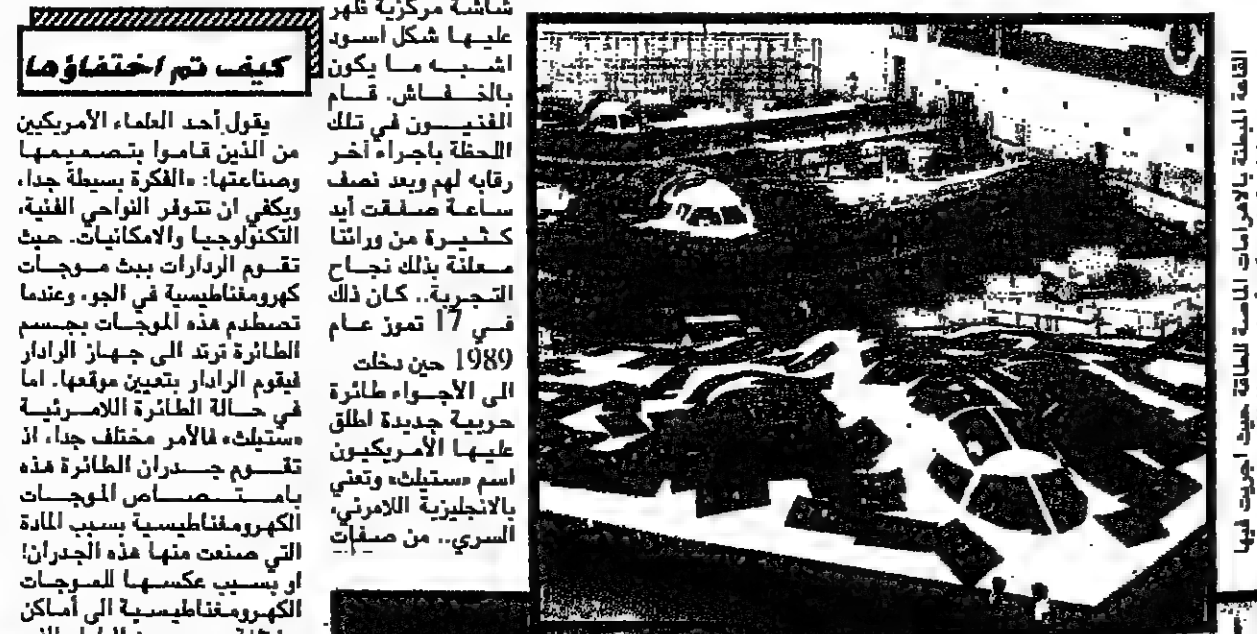 شاشة مركزية تظهر
عليها شكل اسود
اشبه ما يكون
بالخفاش. قام
الفنيون في تلك
اللحظة باجراء آخر
رقابه لهم وبعد نصف
ساعة صفقت أيد
كثيرة من ورائنا
معلنة بذلك نجاح
التجربة.. كان ذلك
في 17 تموز عام
1989 حين دخلت
الى الأجواء طائرة
حربية جديدة اطلق
عليها الأمريكيون
اسم «ستيلث» وتعني
بالانجليزية اللامرئي،
السري.. من صفات
كيف تم اختفاؤها
يقول أحد العلماء الأمريكيين
من الذين قاموا بتصميمها
وصناعتها: «الفكرة بسيطة جدا،
ويكفي ان تتوفر النواحي الفنية،
التكنولوجيا والامكانيات. حيث
تقوم الردارات ببث موجات
كهرومغناطيسية في الجو، وعندما
تصطدم هذه الموجات بجسم
الطائرة ترتد الى جهاز الرادار
فيقوم الرادار بتعيين موقعها. اما
في حالة الطائرة اللامرئية
«ستيلث» فالأمر مختلف جدا، اذ
تقوم جدران الطائرة هذه
بامتصاص الموجات
الكهرومغناطيسية بسبب المادة
التي صنعت منها هذه الجدران!
او بسبب عكسها للموجات
الكهرومغناطيسية الى أماكن
القاعة المبطنة بالاهرامات الماصة للطاقة حيث اجريت فيها